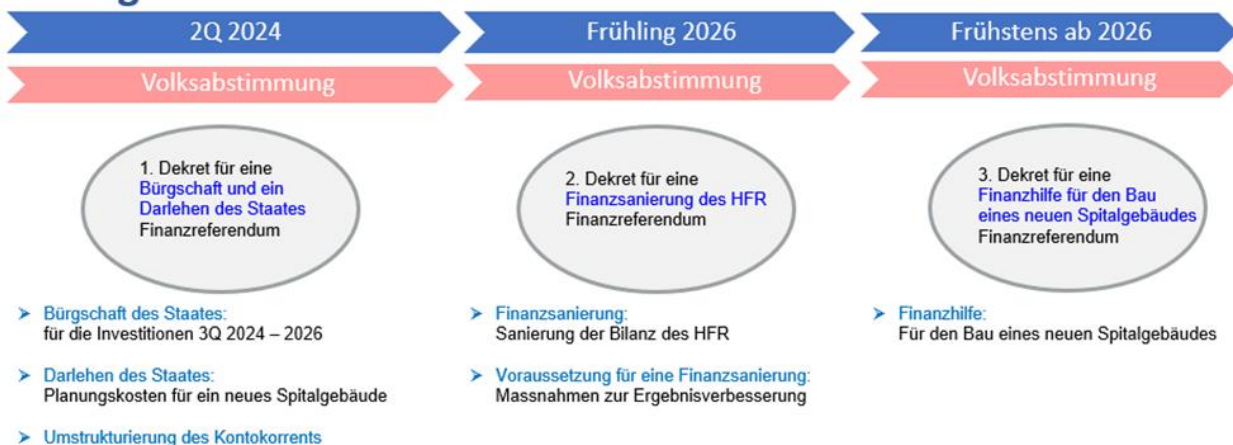 2Q 2024
Volksabstimmung
1. Dekret für eine
Bürgschaft und ein
Darlehen des Staates
Finanzreferendum
➢ Bürgschaft des Staates:
für die Investitionen 3Q 2024 – 2026
➢ Darlehen des Staates:
Planungskosten für ein neues Spitalgebäude
➢ Umstrukturierung des Kontokorrents
Frühling 2026
Volksabstimmung
2. Dekret für eine
Finanzsanierung des HFR
Finanzreferendum
➢ Finanzsanierung:
Sanierung der Bilanz des HFR
➢ Voraussetzung für eine Finanzsanierung:
Massnahmen zur Ergebnisverbesserung
Frühstens ab 2026
Volksabstimmung
3. Dekret für eine
Finanzhilfe für den Bau
eines neuen Spitalgebäudes
Finanzreferendum
➢ Finanzhilfe:
Für den Bau eines neuen Spitalgebäudes